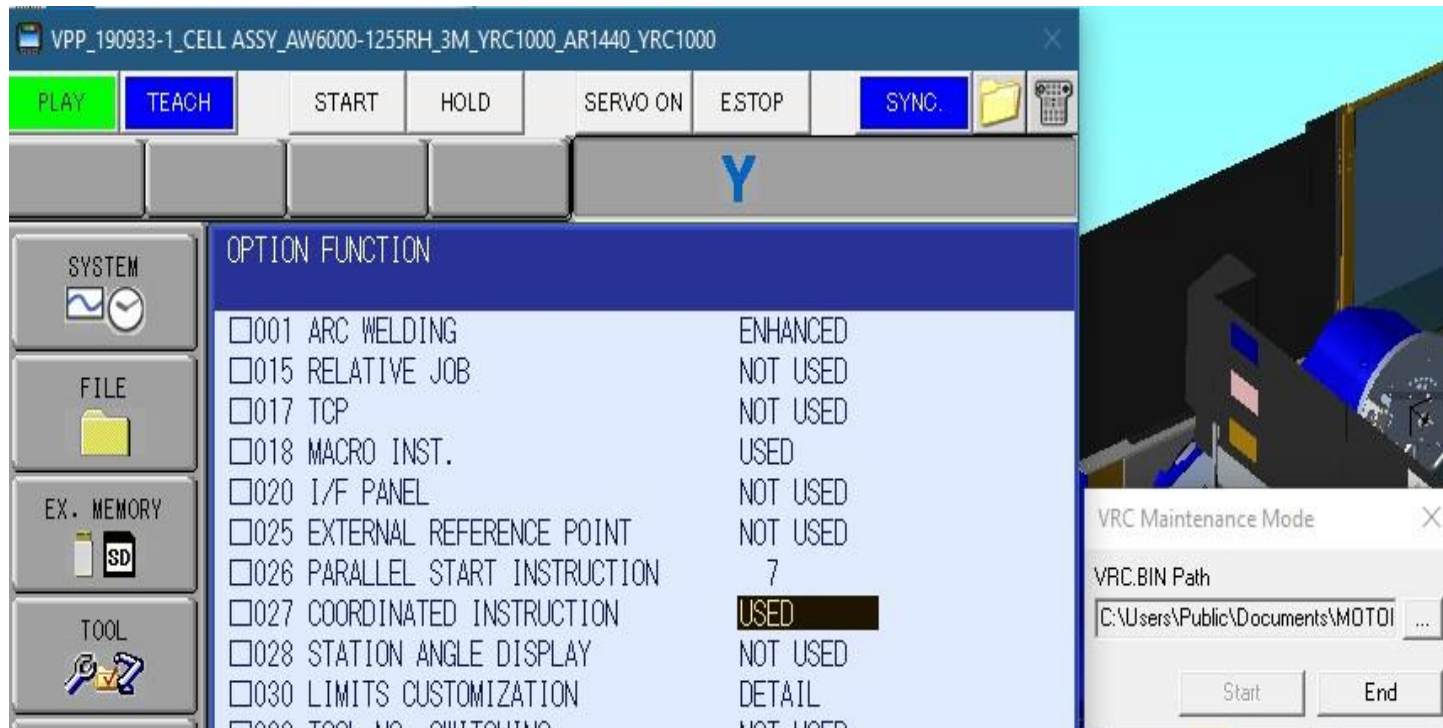 VPP_190933-1_CELL ASSY_AW6000-1255RH_3M_YRC1000_AR1440_YRC1000
PLAY TEACH START HOLD SERVO ON E.STOP SYNC.
Y
SYSTEM
FILE
EX. MEMORY
SD
TOOL
OPTION FUNCTION
001 ARC WELDING ENHANCED
015 RELATIVE JOB NOT USED
017 TCP NOT USED
018 MACRO INST. USED
020 I/F PANEL NOT USED
025 EXTERNAL REFERENCE POINT NOT USED
026 PARALLEL START INSTRUCTION 7
027 COORDINATED INSTRUCTION USED
028 STATION ANGLE DISPLAY NOT USED
030 LIMITS CUSTOMIZATION DETAIL
VRC Maintenance Mode
VRC.BIN Path
C:\Users\Public\Documents\MOTOI ...
Start End